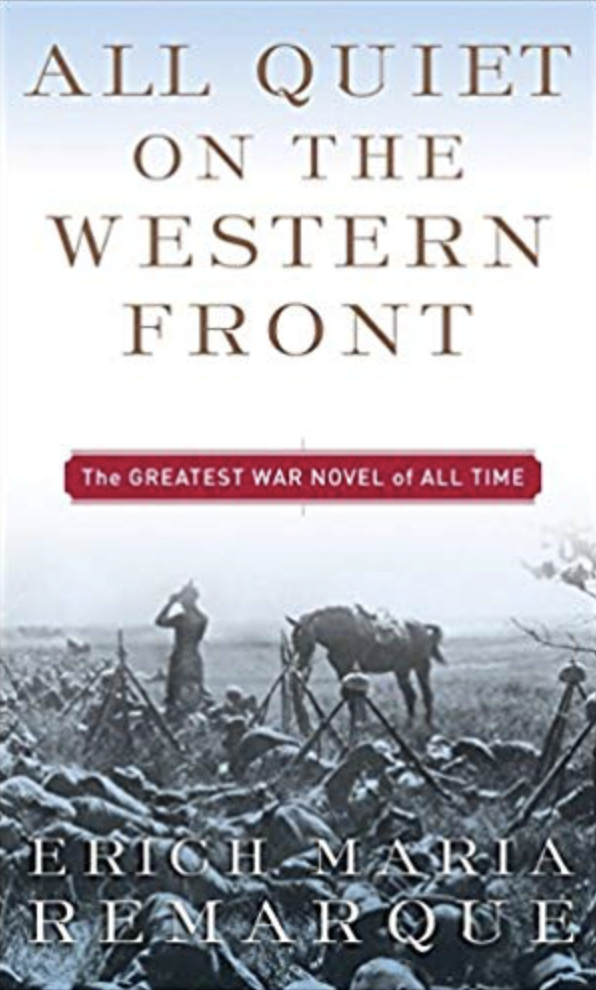 ALL QUIET
ON THE
WESTERN
FRONT
The GREATEST WAR NOVEL of ALL TIME
ERICH MARIA
REMARQUE